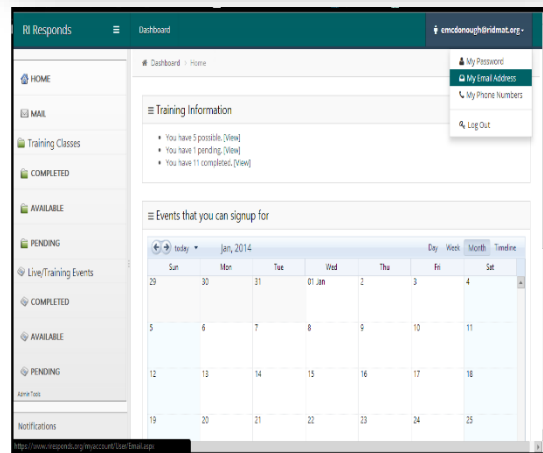 RI Responds ≡ Dashboard emcdonough@ridmat.org
Dashboard > Home
My Password
My Email Address
My Phone Numbers
Log Out
HOME
MAIL
Training Classes
COMPLETED
AVAILABLE
PENDING
Live/Training Events
COMPLETED
AVAILABLE
PENDING
Admin Tools
Notifications
≡ Training Information
• You have 5 possible. [View]
• You have 1 pending. [View]
• You have 11 completed. [View]
≡ Events that you can signup for
today Jan, 2014 Day Week Month Timeline
Sun Mon Tue Wed Thu Fri Sat
29 30 31 01 Jan 2 3 4
5 6 7 8 9 10 11
12 13 14 15 16 17 18
19 20 21 22 23 24 25
https://www.riresponds.org/myaccount/User/Email.aspx